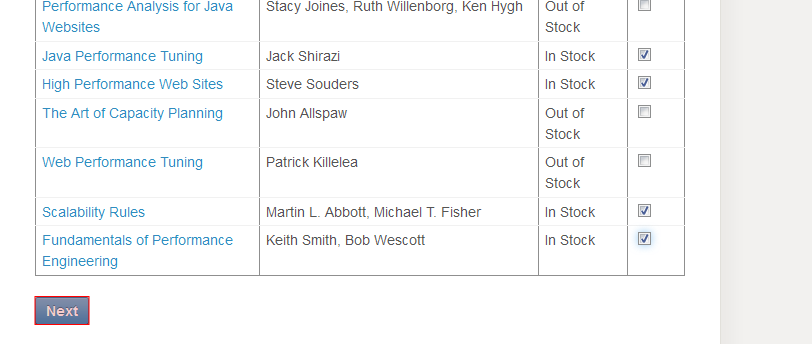 Performance Analysis for Java Stacy Joines, Ruth Willenborg, Ken Hygh Out of
Websites Stock
Java Performance Tuning Jack Shirazi In Stock
High Performance Web Sites Steve Souders In Stock
The Art of Capacity Planning John Allspaw Out of
Stock
Web Performance Tuning Patrick Killelea Out of
Stock
Scalability Rules Martin L. Abbott, Michael T. Fisher In Stock
Fundamentals of Performance Keith Smith, Bob Wescott In Stock
Engineering
Next